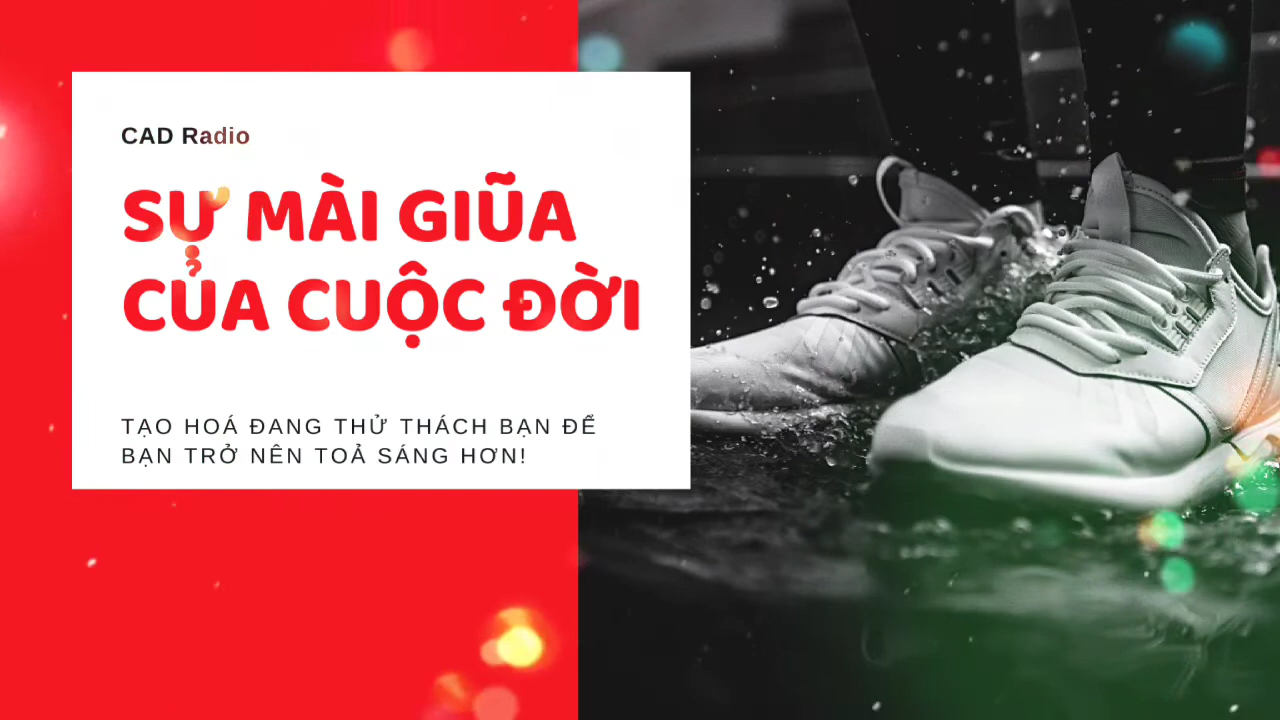 CAD Radio
SỰ MÀI GIŨA
CỦA CUỘC ĐỜI
TẠO HOÁ ĐANG THỬ THÁCH BẠN ĐỂ
BẠN TRỞ NÊN TOẢ SÁNG HƠN!